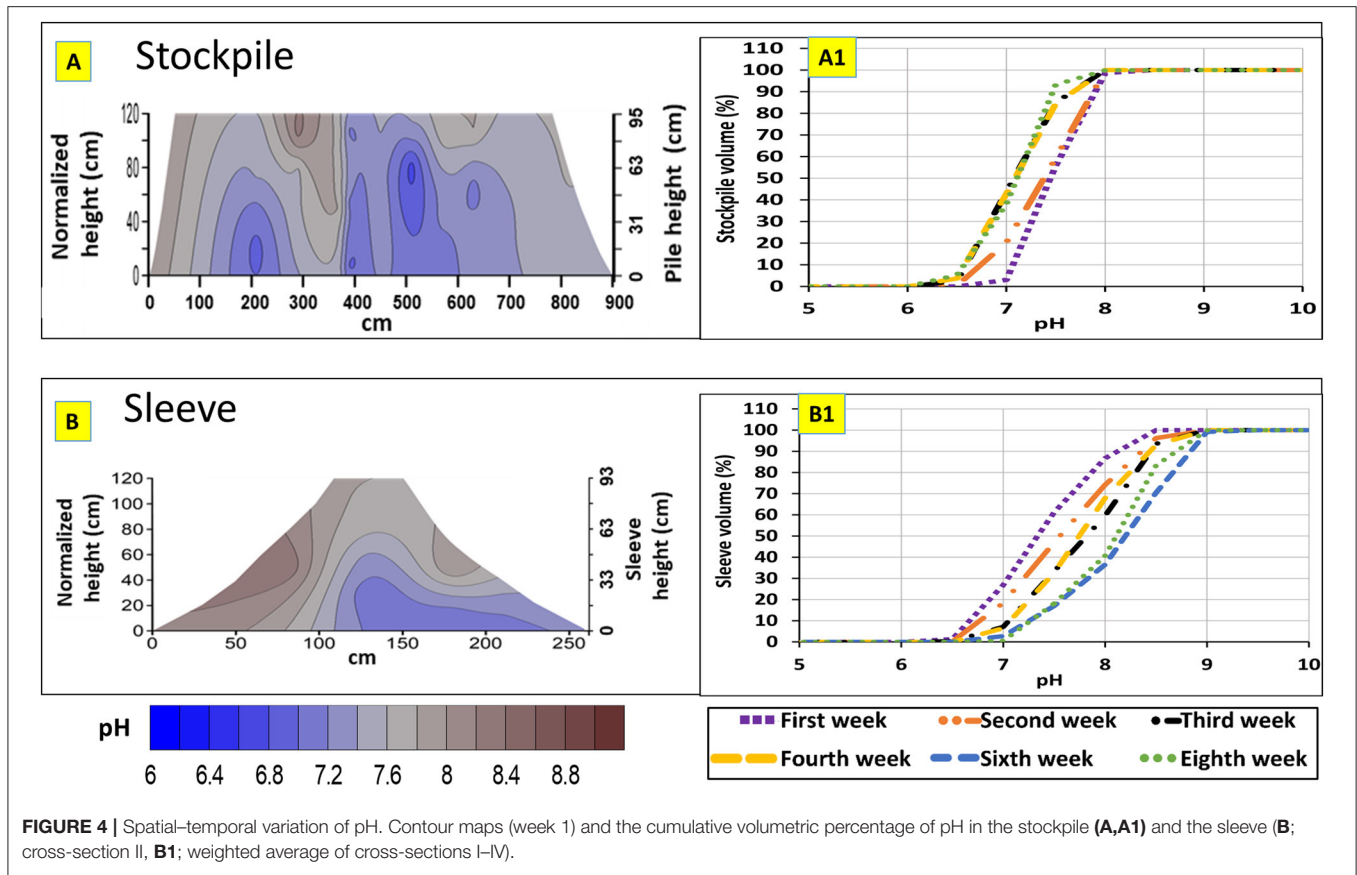 A
Stockpile
Normalized height (cm)
120
80
40
0
95
63
31
0
Pile height (cm)
0 100 200 300 400 500 600 700 800 900
cm
A1
Stockpile volume (%)
110
100
90
80
70
60
50
40
30
20
10
0
5 6 7 8 9 10
pH
B
Sleeve
Normalized height (cm)
120
100
80
60
40
20
0
93
63
33
0
Sleeve height (cm)
0 50 100 150 200 250
cm
B1
Sleeve volume (%)
110
100
90
80
70
60
50
40
30
20
10
0
5 6 7 8 9 10
pH
pH
6 6.4 6.8 7.2 7.6 8 8.4 8.8
First week Second week Third week
Fourth week Sixth week Eighth week
FIGURE 4 | Spatial–temporal variation of pH. Contour maps (week 1) and the cumulative volumetric percentage of pH in the stockpile (A,A1) and the sleeve (B;
cross-section II, B1; weighted average of cross-sections I–IV).